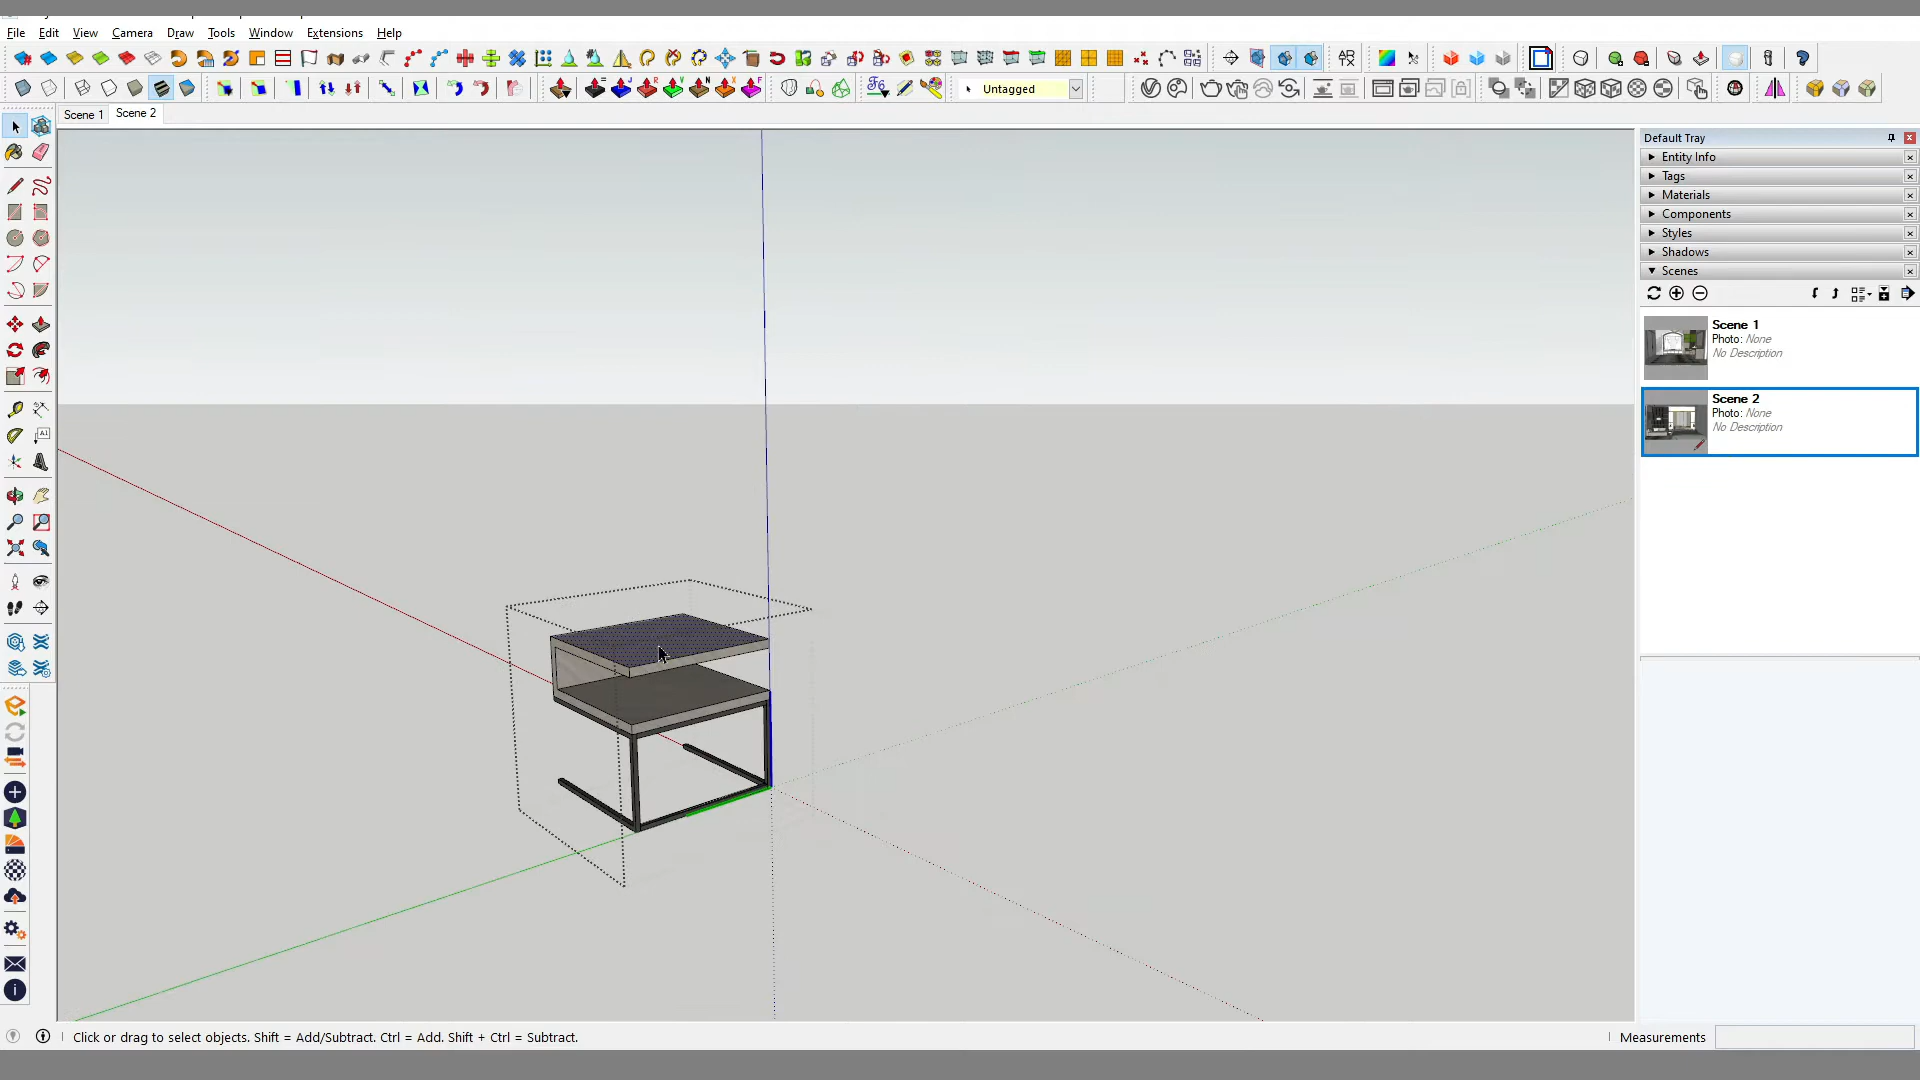 File Edit View Camera Draw Tools Window Extensions Help
Untagged
Scene 1 Scene 2
Default Tray
Entity Info
Tags
Materials
Components
Styles
Shadows
Scenes
Scene 1
Photo: None
No Description
Scene 2
Photo: None
No Description
Click or drag to select objects. Shift = Add/Subtract. Ctrl = Add. Shift + Ctrl = Subtract.
Measurements